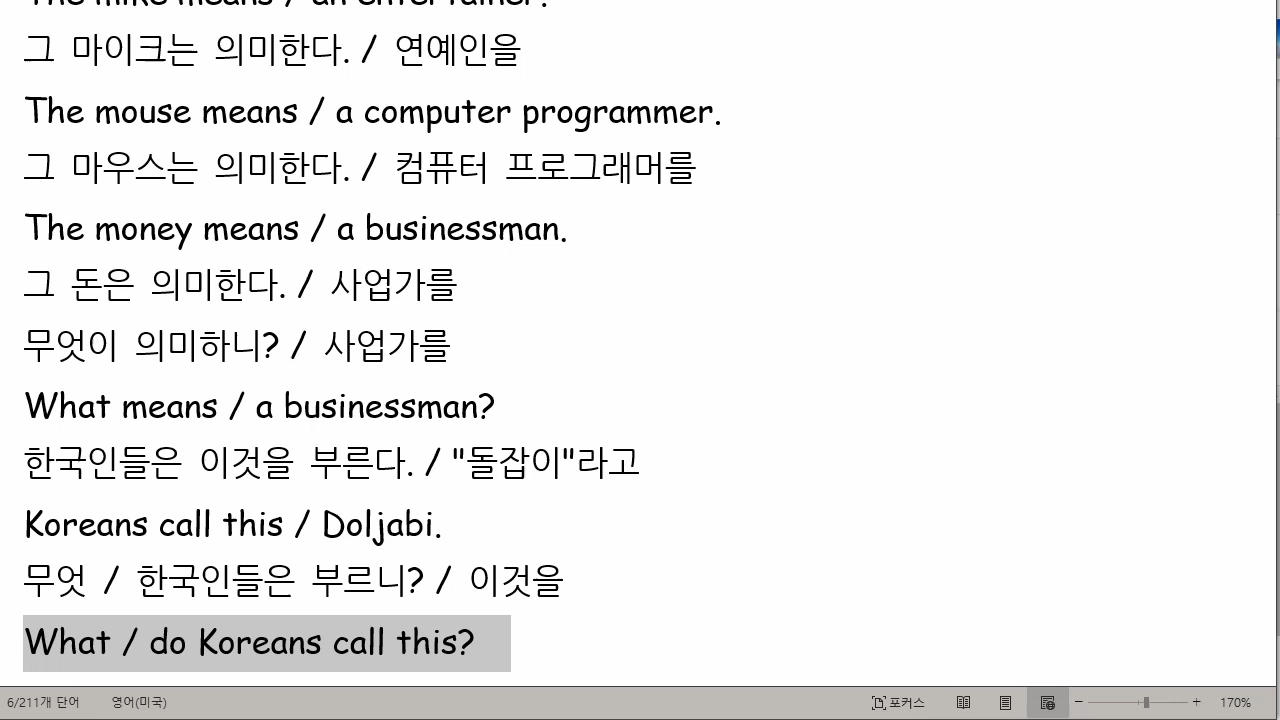 The mike means / an entertainer.
그 마이크는 의미한다. / 연예인을
The mouse means / a computer programmer.
그 마우스는 의미한다. / 컴퓨터 프로그래머를
The money means / a businessman.
그 돈은 의미한다. / 사업가를
무엇이 의미하니? / 사업가를
What means / a businessman?
한국인들은 이것을 부른다. / "돌잡이"라고
Koreans call this / Doljabi.
무엇 / 한국인들은 부르니? / 이것을
What / do Koreans call this?
6/211개 단어 영어(미국) 포커스 170%